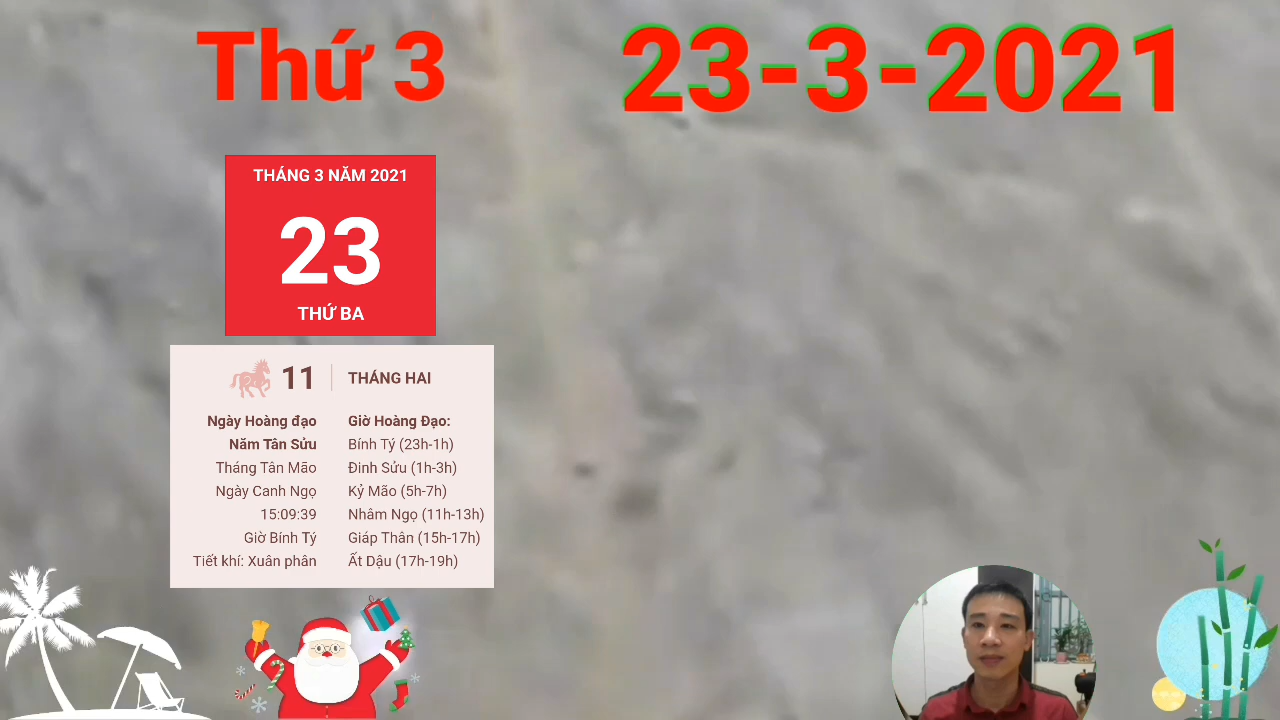 Thứ 3
23-3-2021
THÁNG 3 NĂM 2021
23
THỨ BA
11
THÁNG HAI
Ngày Hoàng đạo
Năm Tân Sửu
Tháng Tân Mão
Ngày Canh Ngọ
15:09:39
Giờ Bính Tý
Tiết khí: Xuân phân
Giờ Hoàng Đạo:
Bính Tý (23h-1h)
Đinh Sửu (1h-3h)
Kỷ Mão (5h-7h)
Nhâm Ngọ (11h-13h)
Giáp Thân (15h-17h)
Ất Dậu (17h-19h)